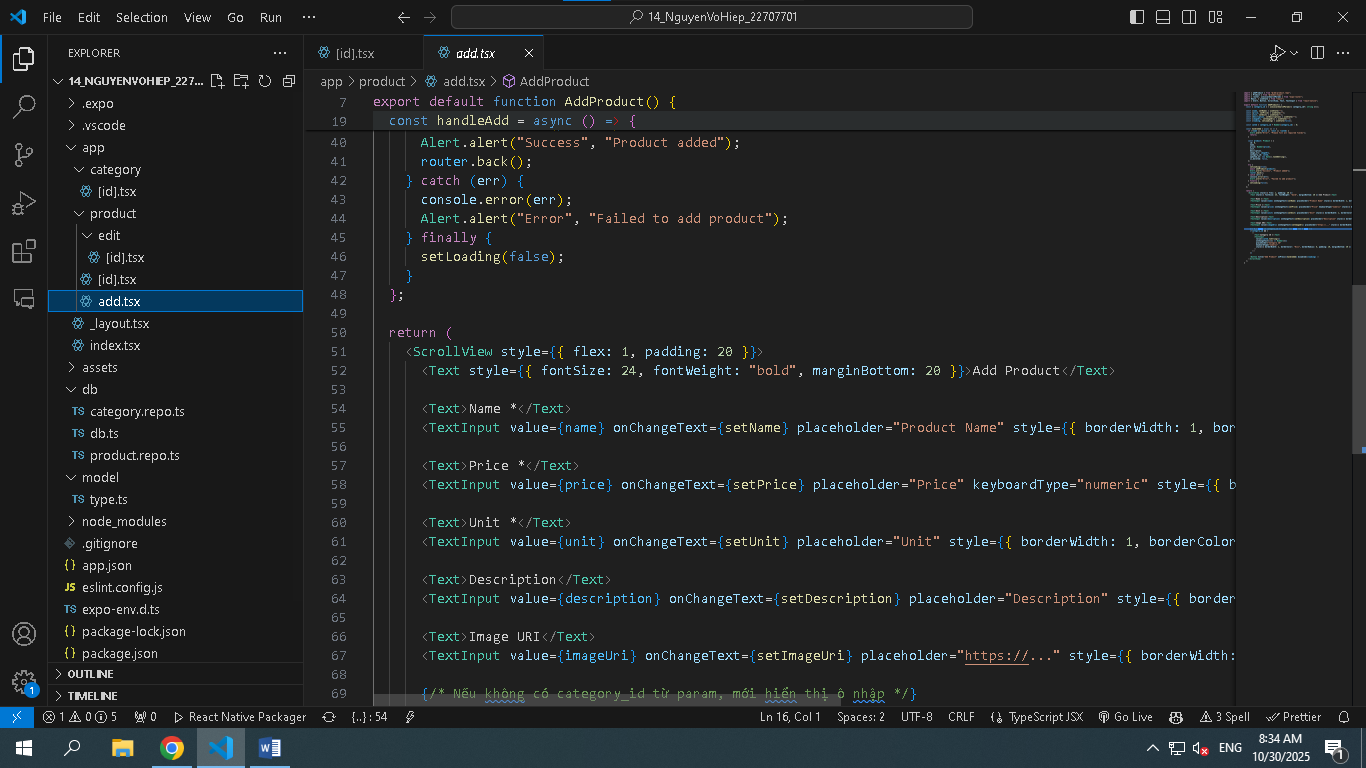 File Edit Selection View Go Run ··· 14_NguyenVoHiep_22707701
EXPLORER ···
14_NGUYENVOHIEP_227...
.expo
.vscode
app
category
[id].tsx
product
edit
[id].tsx
[id].tsx
add.tsx
_layout.tsx
index.tsx
assets
db
TS category.repo.ts
TS db.ts
TS product.repo.ts
model
TS type.ts
node_modules
.gitignore
{} app.json
JS eslint.config.js
TS expo-env.d.ts
{} package-lock.json
{} package.json
OUTLINE
TIMELINE
[id].tsx add.tsx
app > product > add.tsx > AddProduct
7 export default function AddProduct() {
19 const handleAdd = async () => {
40 Alert.alert("Success", "Product added");
41 router.back();
42 } catch (err) {
43 console.error(err);
44 Alert.alert("Error", "Failed to add product");
45 } finally {
46 setLoading(false);
47 }
48 };
49
50 return (
51 <ScrollView style={{ flex: 1, padding: 20 }}>
52 <Text style={{ fontSize: 24, fontWeight: "bold", marginBottom: 20 }}>Add Product</Text>
53
54 <Text>Name *</Text>
55 <TextInput value={name} onChangeText={setName} placeholder="Product Name" style={{ borderWidth: 1, bor
56
57 <Text>Price *</Text>
58 <TextInput value={price} onChangeText={setPrice} placeholder="Price" keyboardType="numeric" style={{ b
59
60 <Text>Unit *</Text>
61 <TextInput value={unit} onChangeText={setUnit} placeholder="Unit" style={{ borderWidth: 1, borderColor
62
63 <Text>Description</Text>
64 <TextInput value={description} onChangeText={setDescription} placeholder="Description" style={{ border
65
66 <Text>Image URI</Text>
67 <TextInput value={imageUri} onChangeText={setImageUri} placeholder="https://..." style={{ borderWidth:
68
69 {/* Nếu không có category_id từ param, mới hiển thị ô nhập */}
1 0 5 0 React Native Packager {..} : 54 Ln 16, Col 1 Spaces: 2 UTF-8 CRLF TypeScript JSX Go Live 3 Spell Prettier
1
ENG 8:34 AM
10/30/2025
1